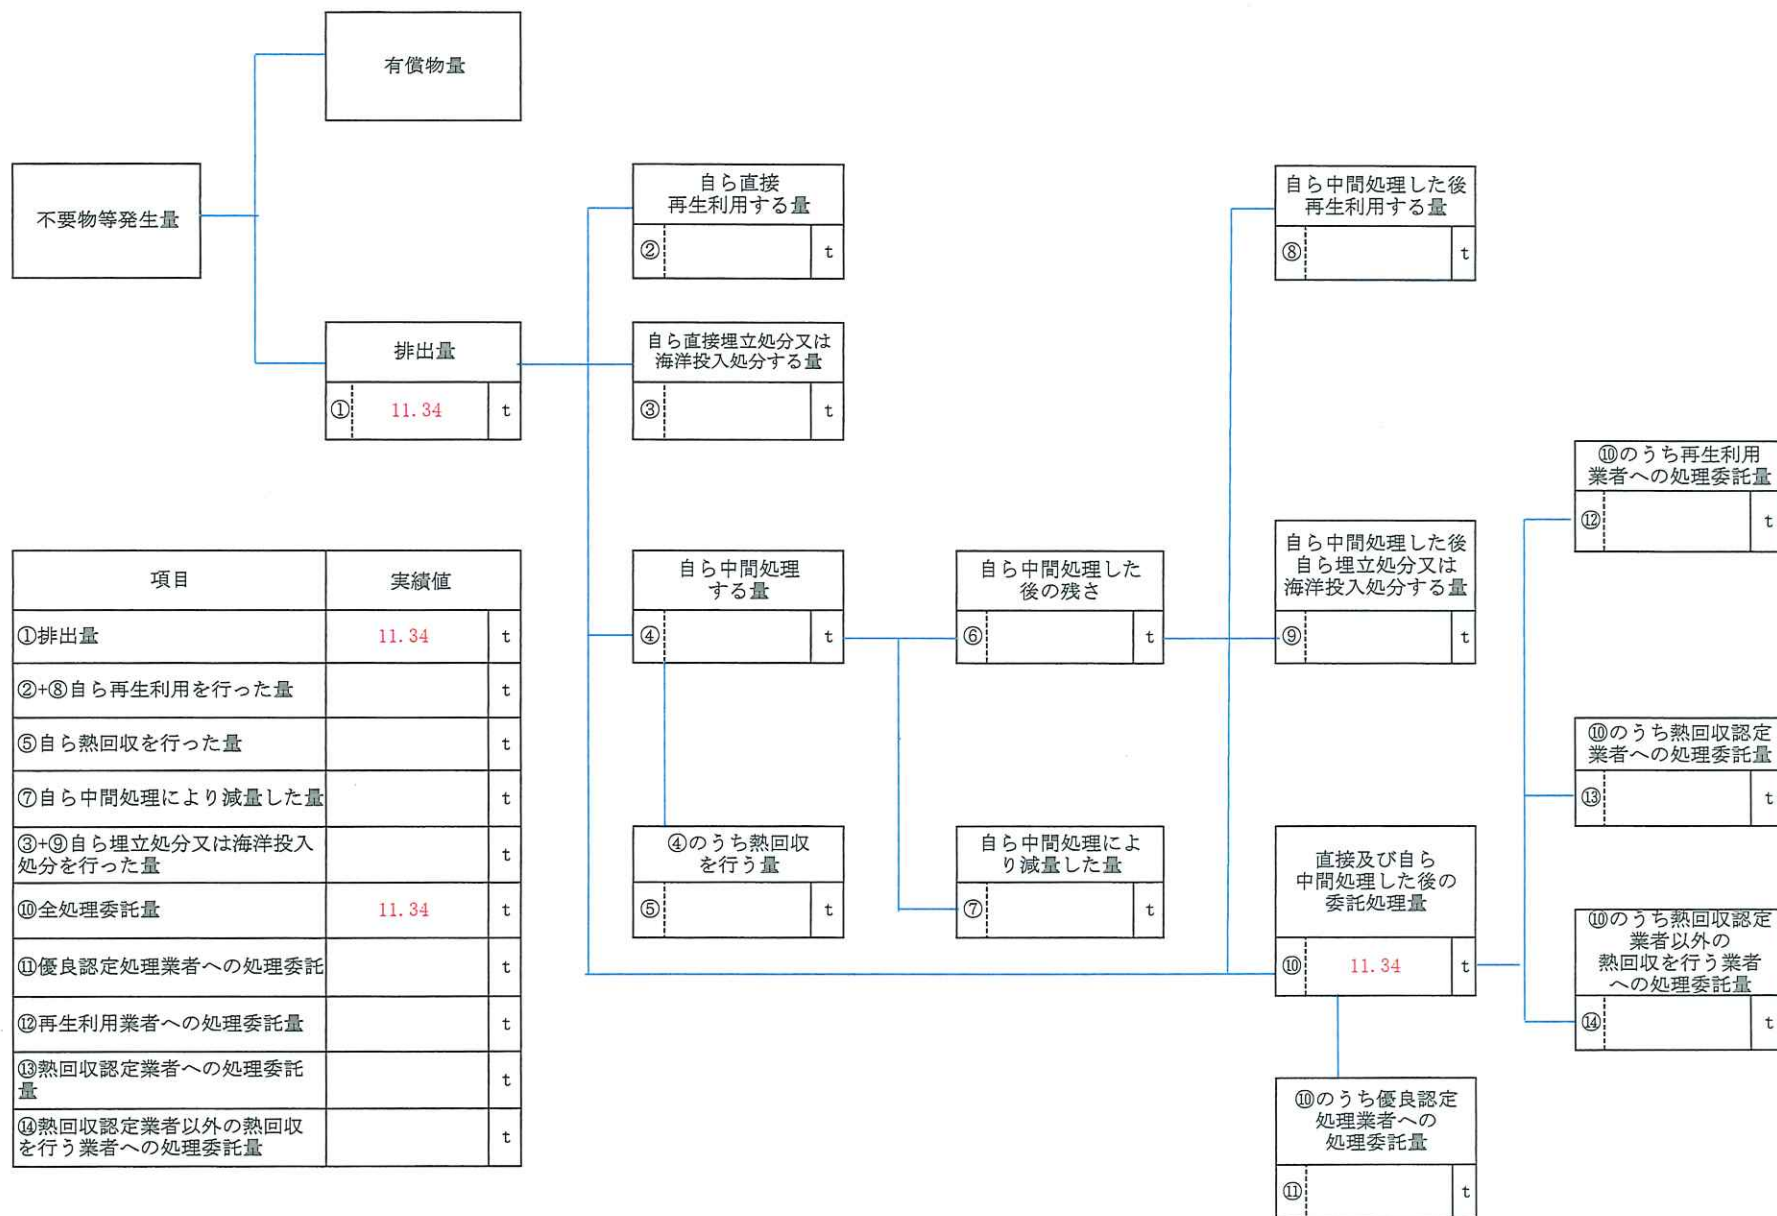 有償物量
不要物等発生量
排出量
① 11.34 t
自ら直接
再生利用する量
② t
自ら直接埋立処分又は
海洋投入処分する量
③ t
自ら中間処理
する量
④ t
④のうち熱回収
を行う量
⑤ t
自ら中間処理した
後の残さ
⑥ t
自ら中間処理によ
り減量した量
⑦ t
自ら中間処理した後
再生利用する量
⑧ t
自ら中間処理した後
自ら埋立処分又は
海洋投入処分する量
⑨ t
直接及び自ら
中間処理した後の
委託処理量
⑩ 11.34 t
⑩のうち優良認定
処理業者への
処理委託量
⑪ t
⑩のうち再生利用
業者への処理委託量
⑫ t
⑩のうち熱回収認定
業者への処理委託量
⑬ t
⑩のうち熱回収認定
業者以外の
熱回収を行う業者
への処理委託量
⑭ t
項目 実績値
①排出量 11.34 t
②+⑧自ら再生利用を行った量 t
⑤自ら熱回収を行った量 t
⑦自ら中間処理により減量した量 t
③+⑨自ら埋立処分又は海洋投入
処分を行った量 t
⑩全処理委託量 11.34 t
⑪優良認定処理業者への処理委託 t
⑫再生利用業者への処理委託量 t
⑬熱回収認定業者への処理委託
量 t
⑭熱回収認定業者以外の熱回収
を行う業者への処理委託量 t